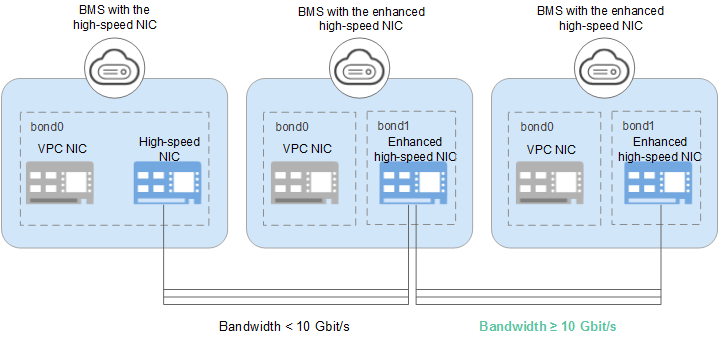 BMS with the
high-speed NIC
BMS with the enhanced
high-speed NIC
BMS with the enhanced
high-speed NIC
bond0
VPC NIC
High-speed
NIC
bond0
VPC NIC
bond1
Enhanced
high-speed NIC
bond0
VPC NIC
bond1
Enhanced
high-speed NIC
Bandwidth < 10 Gbit/s
Bandwidth ≥ 10 Gbit/s